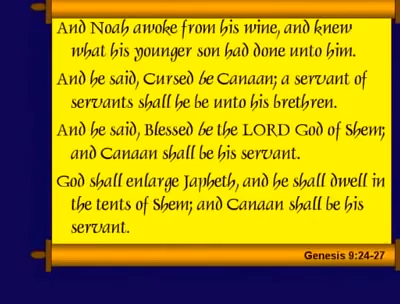 And Noah awoke from his wine, and knew
what his younger son had done unto him.
And he said, Cursed be Canaan; a servant of
servants shall he be unto his brethren.
And he said, Blessed be the LORD God of Shem;
and Canaan shall be his servant.
God shall enlarge Japheth, and he shall dwell in
the tents of Shem; and Canaan shall be his
servant.
Genesis 9:24-27